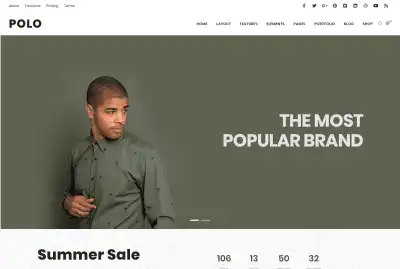 About Features Pricing Terms
POLO
HOME LAYOUT FEATURES ELEMENTS PAGES PORTFOLIO BLOG SHOP
THE MOST
POPULAR BRAND
Summer Sale
106 13 50 32